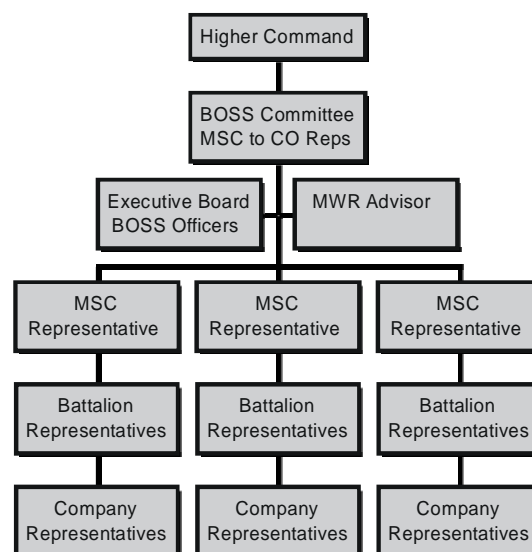 Higher Command
BOSS Committee
MSC to CO Reps
Executive Board
BOSS Officers
MWR Advisor
MSC
Representative
MSC
Representative
MSC
Representative
Battalion
Representatives
Battalion
Representatives
Battalion
Representatives
Company
Representatives
Company
Representatives
Company
Representatives